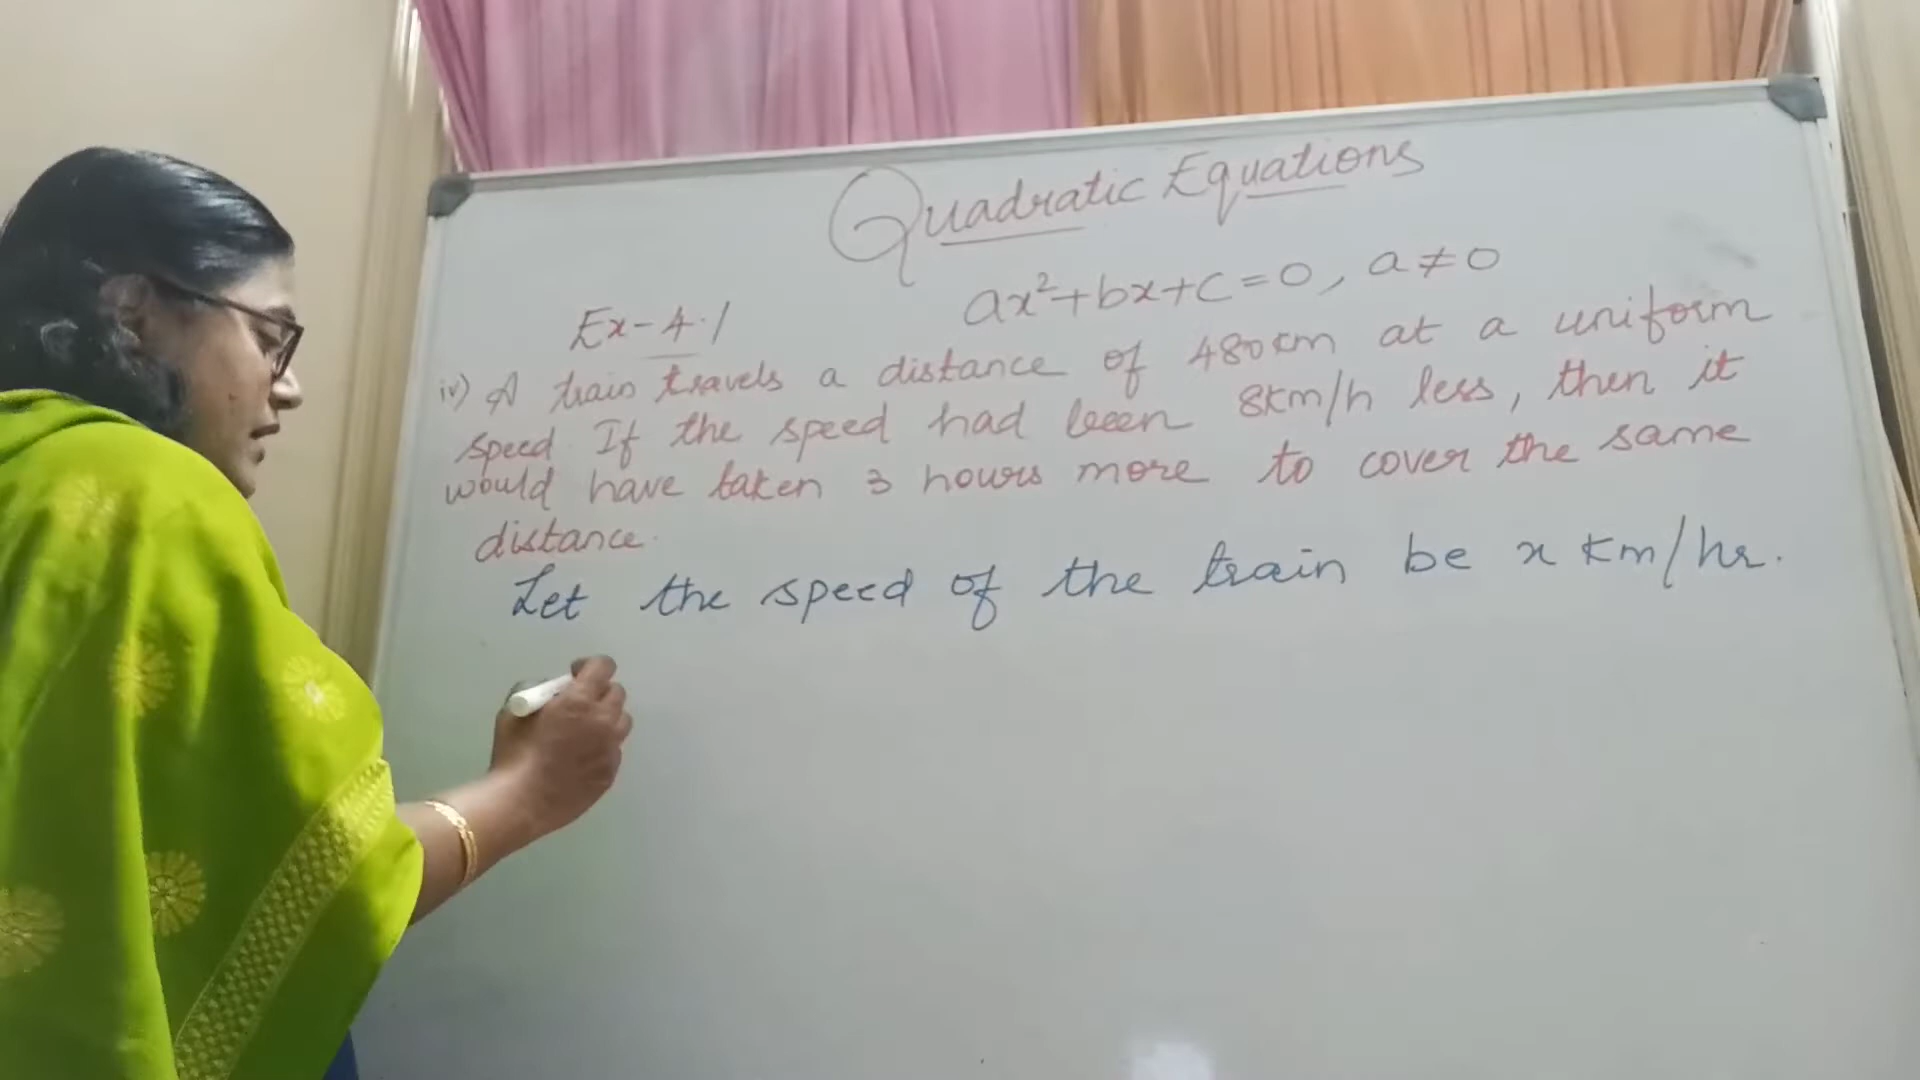 Quadratic Equations
ax²+bx+c=0, a≠0
Ex-4.1
iv) A train travels a distance of 480km at a uniform
speed. If the speed had been 8km/h less, then it
would have taken 3 hours more to cover the same
distance.
Let the speed of the train be x km/hr.